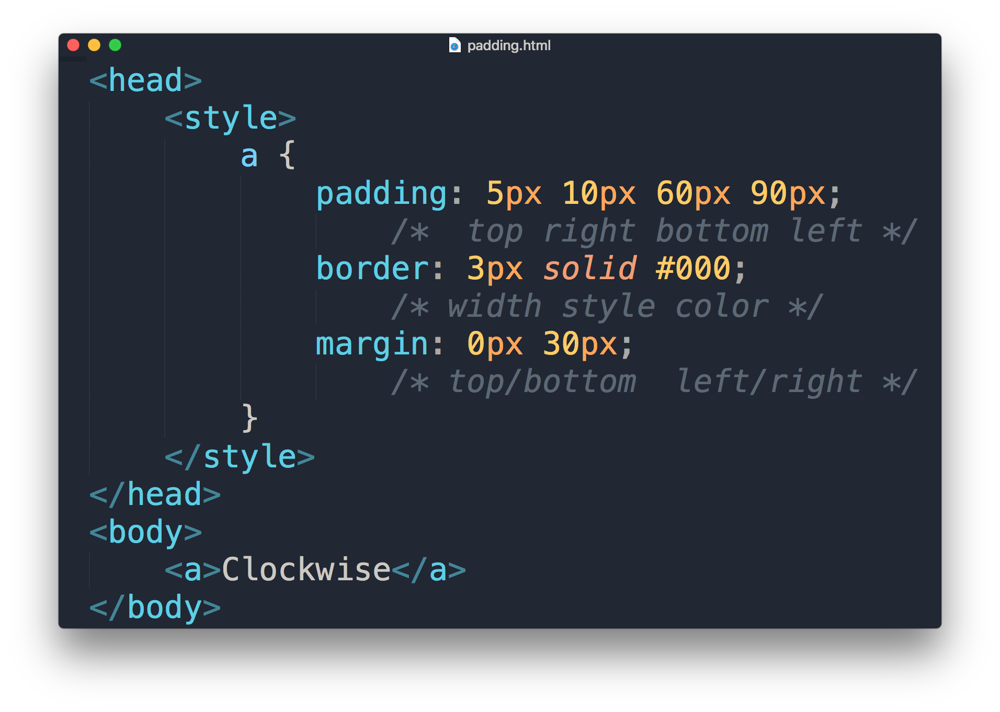 padding.html
<head>
    <style>
        a {
            padding: 5px 10px 60px 90px;
                /*  top right bottom left */
            border: 3px solid #000;
                /* width style color */
            margin: 0px 30px;
                /* top/bottom  left/right */
        }
    </style>
</head>
<body>
    <a>Clockwise</a>
</body>